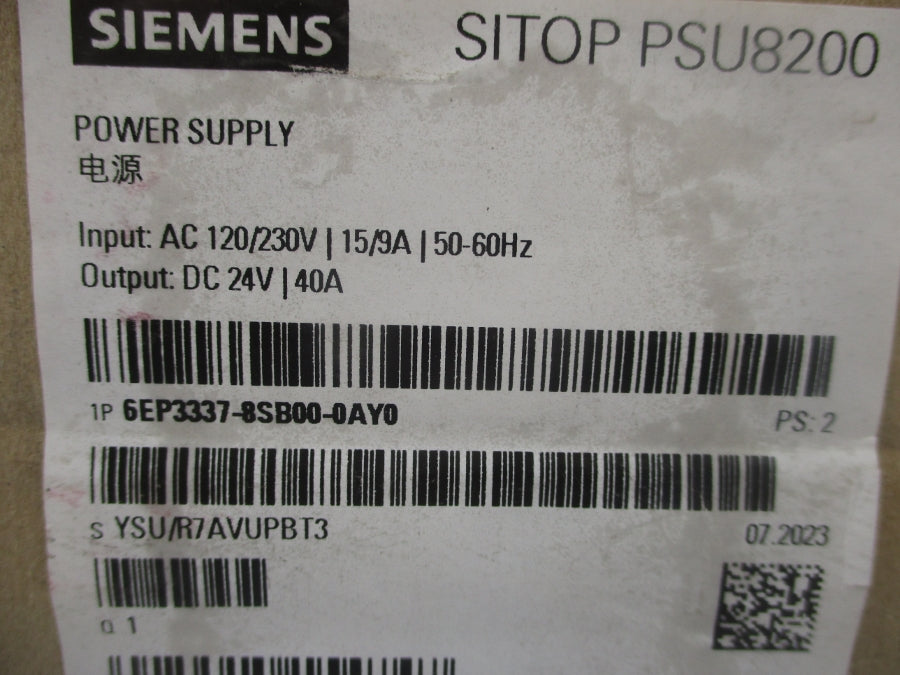 SIEMENS
SITOP PSU8200
POWER SUPPLY
电源
Input: AC 120/230V | 15/9A | 50-60Hz
Output: DC 24V | 40A
1P 6EP3337-8SB00-0AY0
PS: 2
S YSU/R7AVUPBT3
07.2023
Q 1